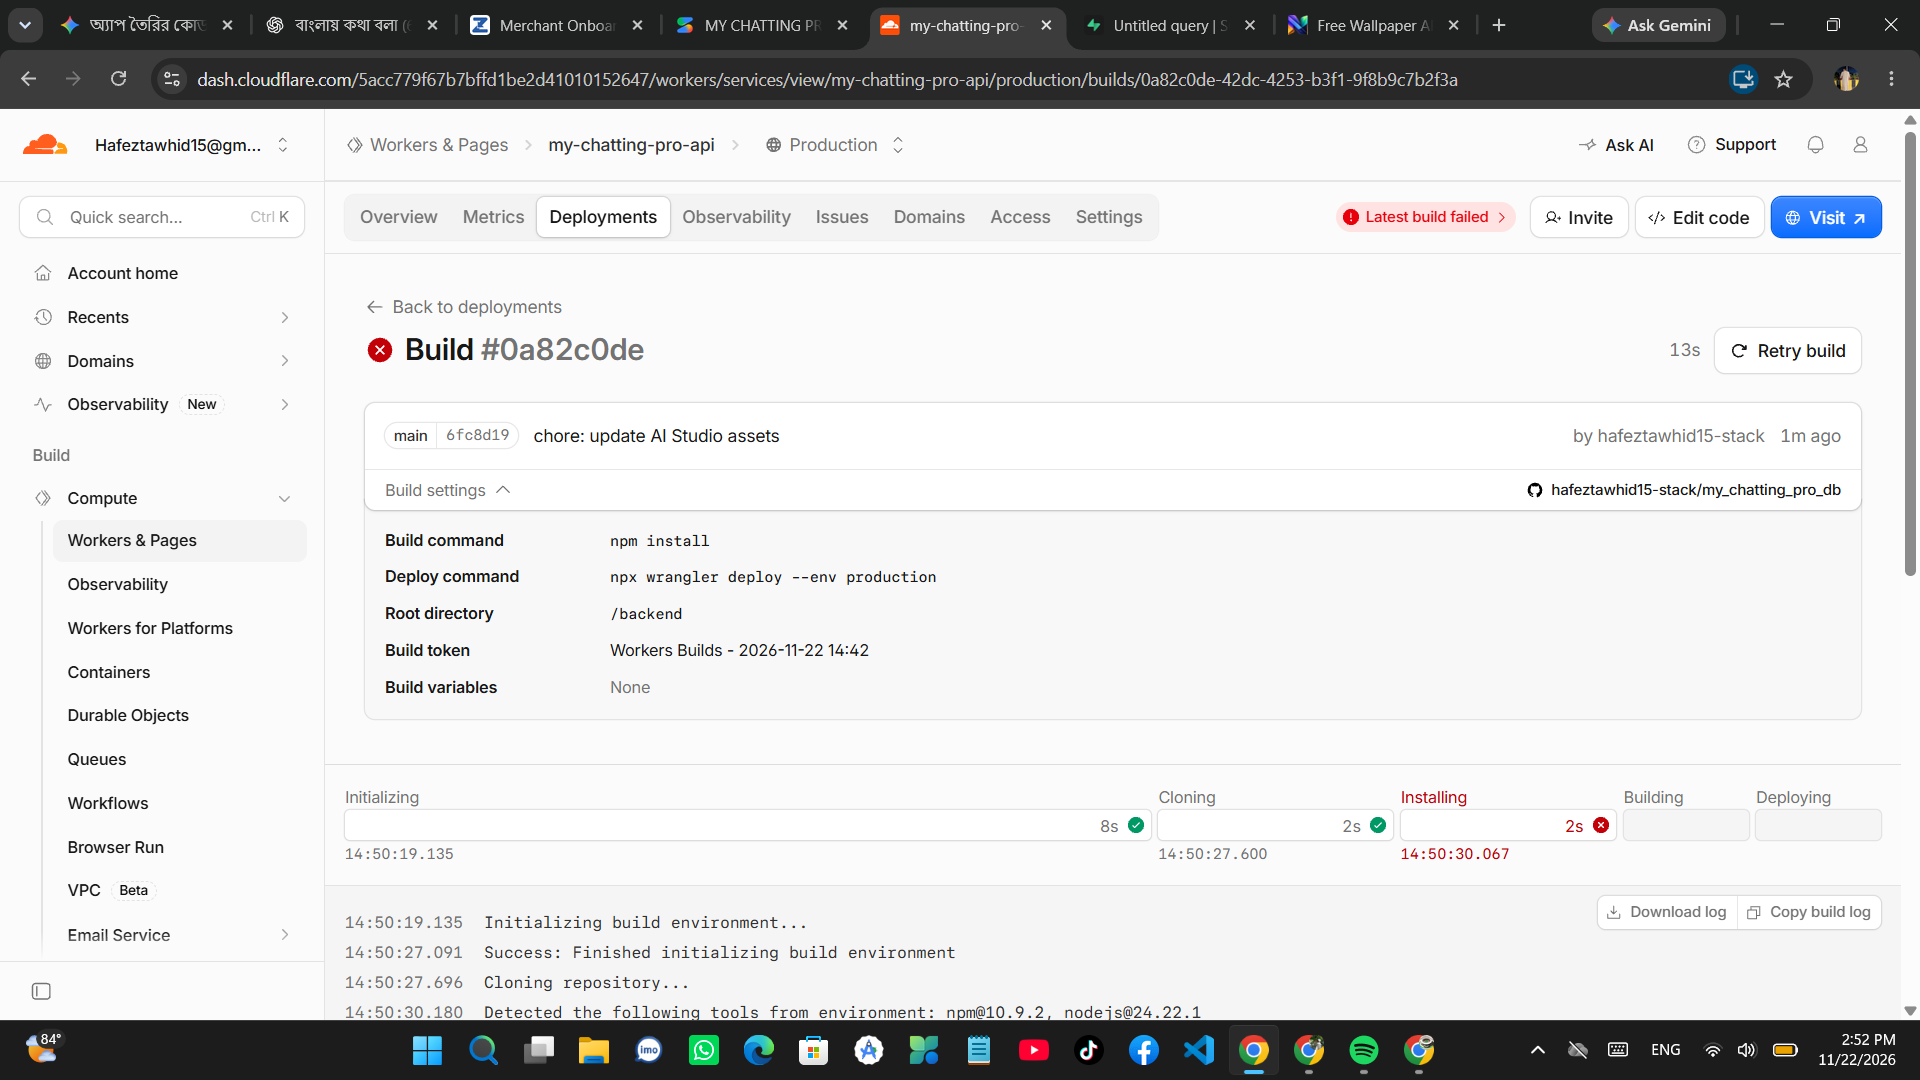 অ্যাপ তৈরির কো
বাংলায় কথা বলা
Merchant Onboa
MY CHATTING PR
my-chatting-pro-
Untitled query | S
Free Wallpaper A
Ask Gemini
dash.cloudflare.com/5acc779f67b7bffd1be2d41010152647/workers/services/view/my-chatting-pro-api/production/builds/0a82c0de-42dc-4253-b3f1-9f8b9c7b2f3a
Hafeztawhid15@gm...
Workers & Pages
my-chatting-pro-api
Production
Ask AI
Support
Quick search...
Ctrl K
Overview
Metrics
Deployments
Observability
Issues
Domains
Access
Settings
Latest build failed
Invite
Edit code
Visit
Account home
Recents
Domains
Observability
New
Build
Compute
Workers & Pages
Observability
Workers for Platforms
Containers
Durable Objects
Queues
Workflows
Browser Run
VPC
Beta
Email Service
Back to deployments
Build #0a82c0de
13s
Retry build
main 6fc8d19 chore: update AI Studio assets
by hafeztawhid15-stack 1m ago
Build settings
hafeztawhid15-stack/my_chatting_pro_db
Build command npm install
Deploy command npx wrangler deploy --env production
Root directory /backend
Build token Workers Builds - 2026-11-22 14:42
Build variables None
Initializing
8s
14:50:19.135
Cloning
2s
14:50:27.600
Installing
2s
14:50:30.067
Building
Deploying
Download log
Copy build log
14:50:19.135 Initializing build environment...
14:50:27.091 Success: Finished initializing build environment
14:50:27.696 Cloning repository...
14:50:30.180 Detected the following tools from environment: npm@10.9.2, nodejs@24.22.1
84°
imo
ENG
2:52 PM
11/22/2026